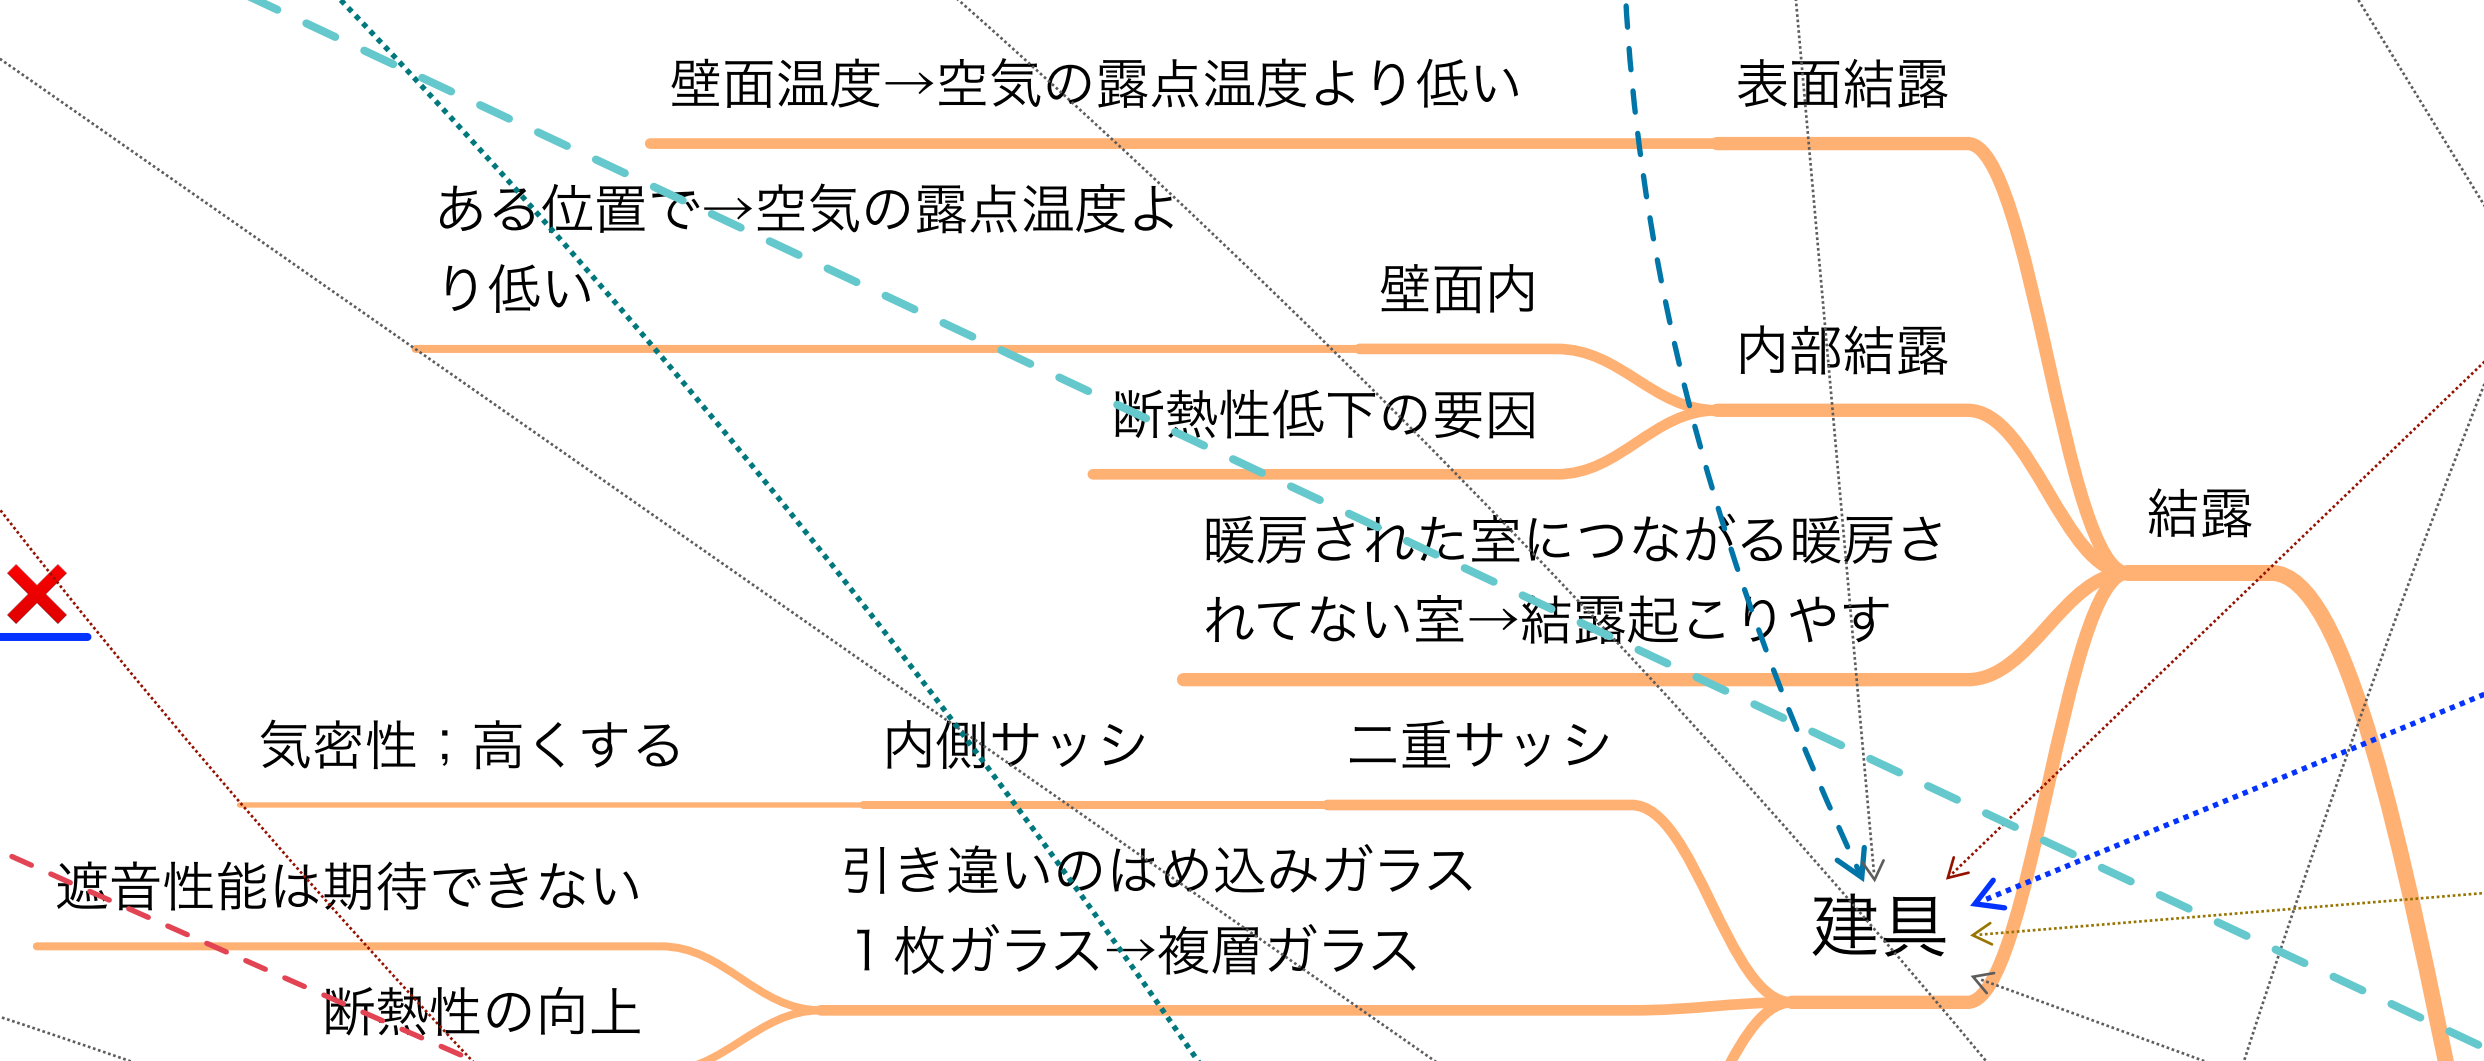 壁面温度→空気の露点温度より低い
表面結露
ある位置で→空気の露点温度よ
り低い
壁面内
内部結露
断熱性低下の要因
暖房された室につながる暖房さ
れてない室→結露起こりやす
結露
気密性；高くする
内側サッシ
二重サッシ
引き違いのはめ込みガラス
１枚ガラス→複層ガラス
遮音性能は期待できない
断熱性の向上
建具